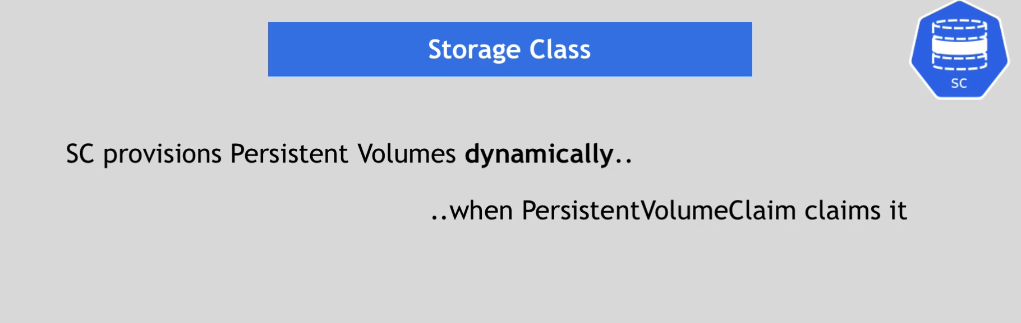 Storage Class
SC
SC provisions Persistent Volumes dynamically..
..when PersistentVolumeClaim claims it